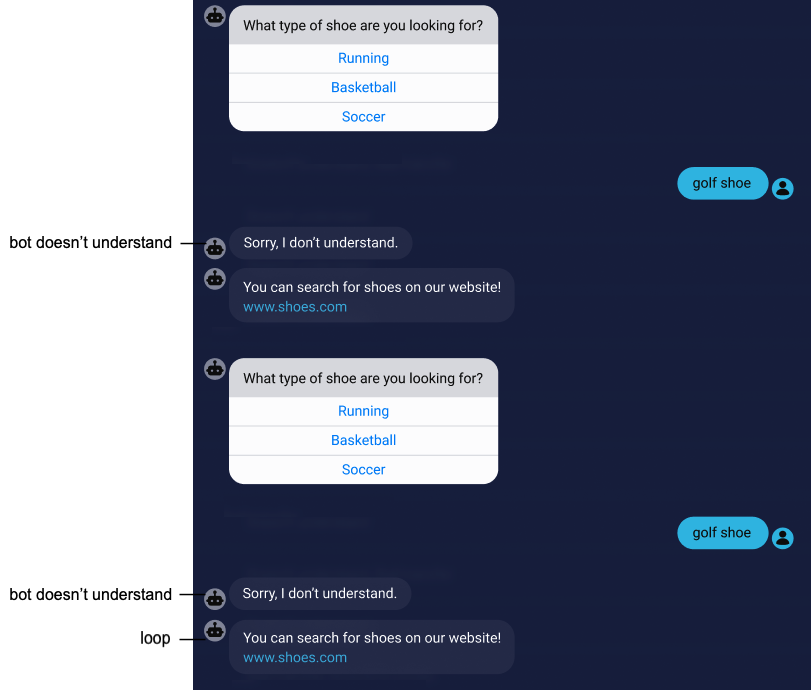 What type of shoe are you looking for?
Running
Basketball
Soccer
golf shoe
bot doesn't understand
Sorry, I don't understand.
You can search for shoes on our website!
www.shoes.com
What type of shoe are you looking for?
Running
Basketball
Soccer
golf shoe
bot doesn't understand
Sorry, I don't understand.
loop
You can search for shoes on our website!
www.shoes.com